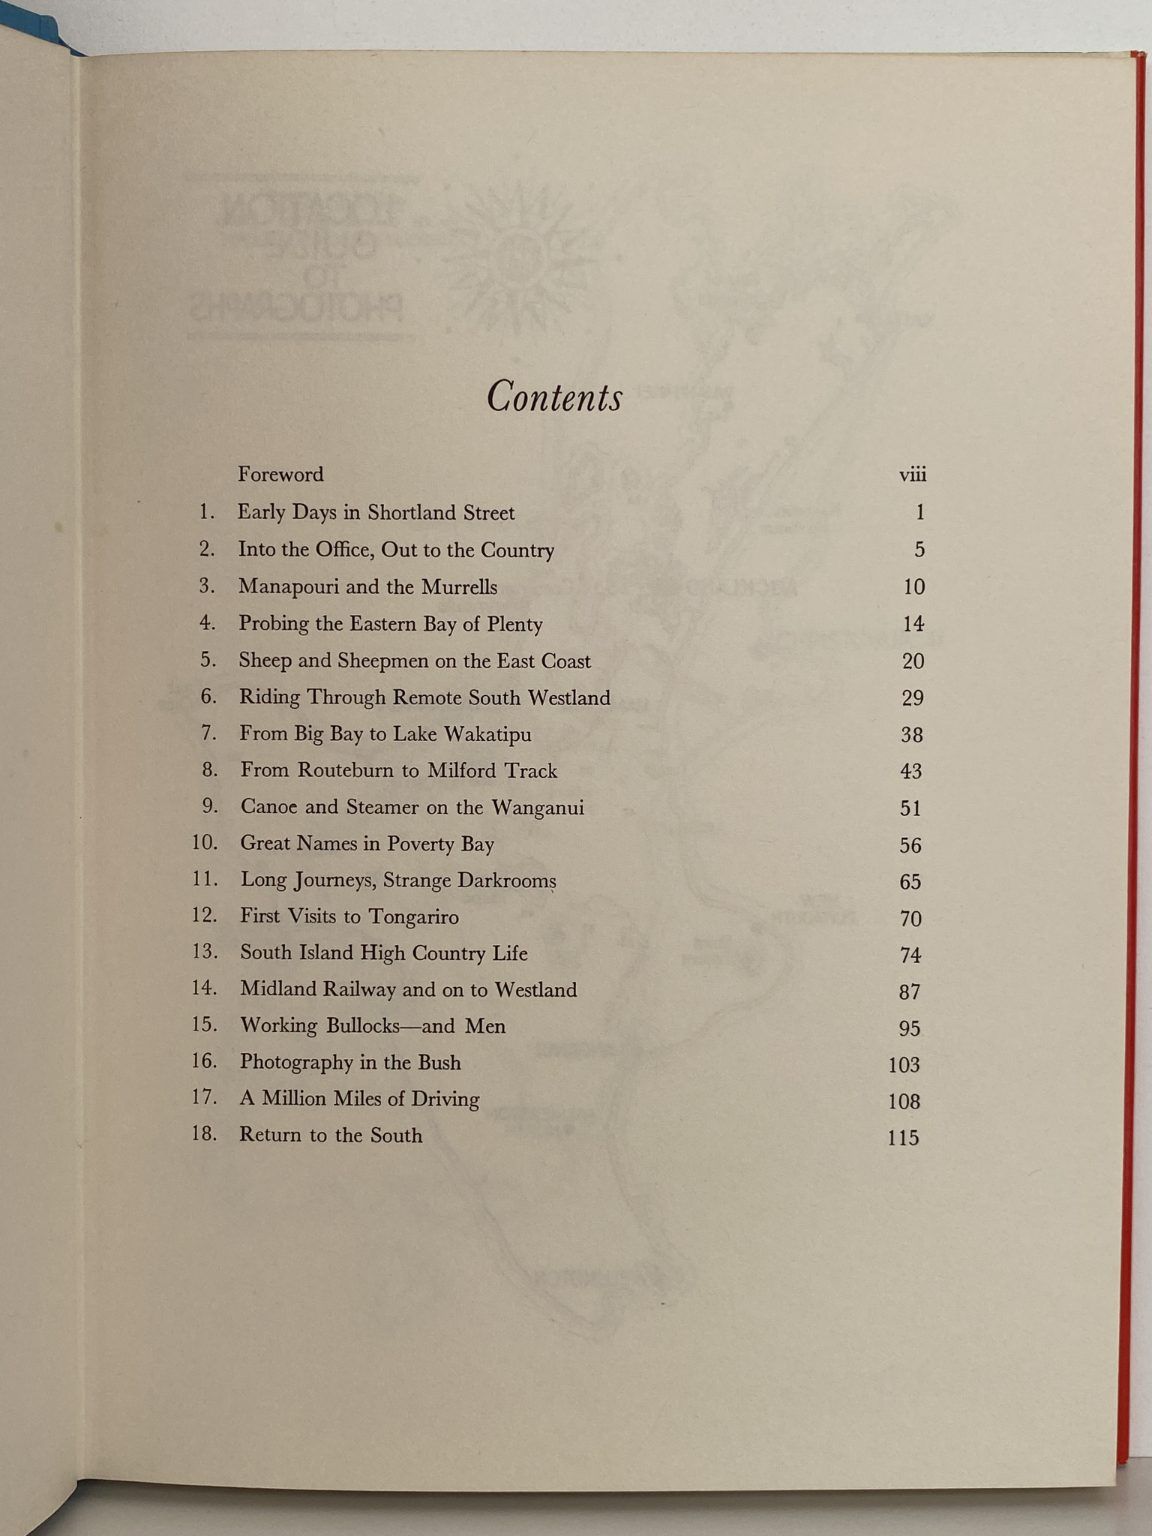 Contents
Foreword viii
1. Early Days in Shortland Street 1
2. Into the Office, Out to the Country 5
3. Manapouri and the Murrells 10
4. Probing the Eastern Bay of Plenty 14
5. Sheep and Sheepmen on the East Coast 20
6. Riding Through Remote South Westland 29
7. From Big Bay to Lake Wakatipu 38
8. From Routeburn to Milford Track 43
9. Canoe and Steamer on the Wanganui 51
10. Great Names in Poverty Bay 56
11. Long Journeys, Strange Darkrooms 65
12. First Visits to Tongariro 70
13. South Island High Country Life 74
14. Midland Railway and on to Westland 87
15. Working Bullocks—and Men 95
16. Photography in the Bush 103
17. A Million Miles of Driving 108
18. Return to the South 115